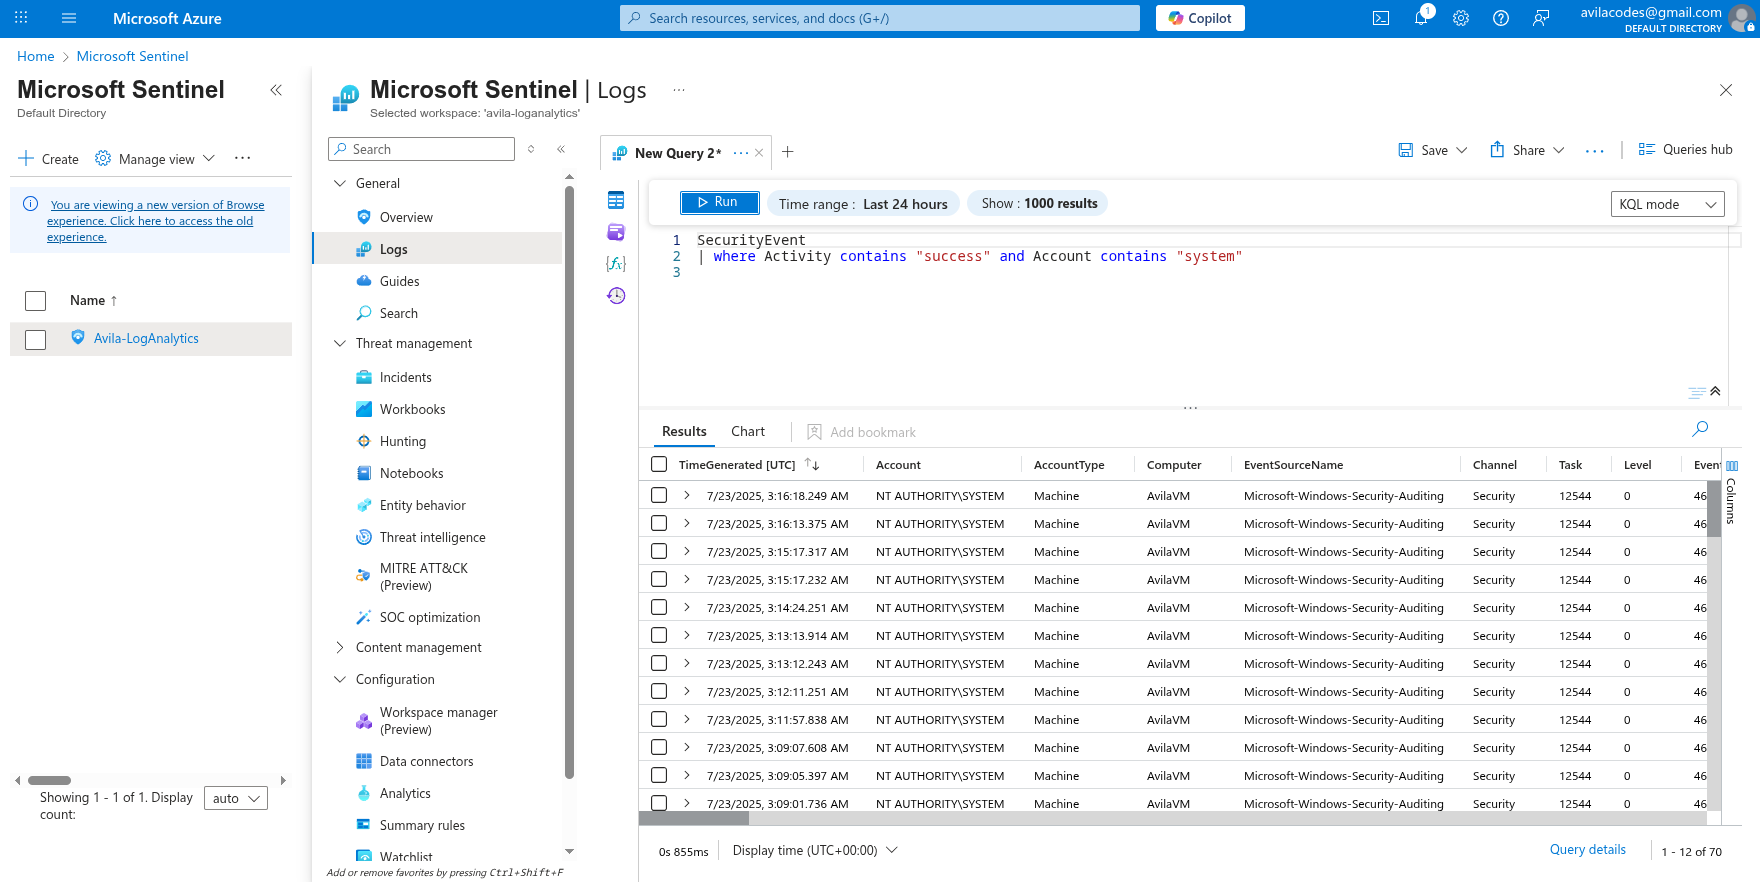 Microsoft Azure
Search resources, services, and docs (G+/)
Copilot
1
avilacodes@gmail.com
DEFAULT DIRECTORY
Home > Microsoft Sentinel
Microsoft Sentinel
Default Directory
Create
Manage view
You are viewing a new version of Browse
experience. Click here to access the old
experience.
Name ↑
Avila-LogAnalytics
Showing 1 - 1 of 1. Display
count:
auto
Microsoft Sentinel | Logs
Selected workspace: 'avila-loganalytics'
Search
General
Overview
Logs
Guides
Search
Threat management
Incidents
Workbooks
Hunting
Notebooks
Entity behavior
Threat intelligence
MITRE ATT&CK
(Preview)
SOC optimization
Content management
Configuration
Workspace manager
(Preview)
Data connectors
Analytics
Summary rules
Watchlist
Add or remove favorites by pressing Ctrl+Shift+F
New Query 2*
Save
Share
Queries hub
Run
Time range : Last 24 hours
Show : 1000 results
KQL mode
1 SecurityEvent
2 | where Activity contains "success" and Account contains "system"
3
Results
Chart
Add bookmark
TimeGenerated [UTC] ↑↓ Account AccountType Computer EventSourceName Channel Task Level Event
7/23/2025, 3:16:18.249 AM NT AUTHORITY\SYSTEM Machine AvilaVM Microsoft-Windows-Security-Auditing Security 12544 0 46
7/23/2025, 3:16:13.375 AM NT AUTHORITY\SYSTEM Machine AvilaVM Microsoft-Windows-Security-Auditing Security 12544 0 46
7/23/2025, 3:15:17.317 AM NT AUTHORITY\SYSTEM Machine AvilaVM Microsoft-Windows-Security-Auditing Security 12544 0 46
7/23/2025, 3:15:17.232 AM NT AUTHORITY\SYSTEM Machine AvilaVM Microsoft-Windows-Security-Auditing Security 12544 0 46
7/23/2025, 3:14:24.251 AM NT AUTHORITY\SYSTEM Machine AvilaVM Microsoft-Windows-Security-Auditing Security 12544 0 46
7/23/2025, 3:13:13.914 AM NT AUTHORITY\SYSTEM Machine AvilaVM Microsoft-Windows-Security-Auditing Security 12544 0 46
7/23/2025, 3:13:12.243 AM NT AUTHORITY\SYSTEM Machine AvilaVM Microsoft-Windows-Security-Auditing Security 12544 0 46
7/23/2025, 3:12:11.251 AM NT AUTHORITY\SYSTEM Machine AvilaVM Microsoft-Windows-Security-Auditing Security 12544 0 46
7/23/2025, 3:11:57.838 AM NT AUTHORITY\SYSTEM Machine AvilaVM Microsoft-Windows-Security-Auditing Security 12544 0 46
7/23/2025, 3:09:07.608 AM NT AUTHORITY\SYSTEM Machine AvilaVM Microsoft-Windows-Security-Auditing Security 12544 0 46
7/23/2025, 3:09:05.397 AM NT AUTHORITY\SYSTEM Machine AvilaVM Microsoft-Windows-Security-Auditing Security 12544 0 46
7/23/2025, 3:09:01.736 AM NT AUTHORITY\SYSTEM Machine AvilaVM Microsoft-Windows-Security-Auditing Security 12544 0 46
Columns
0s 855ms
Display time (UTC+00:00)
Query details
1 - 12 of 70